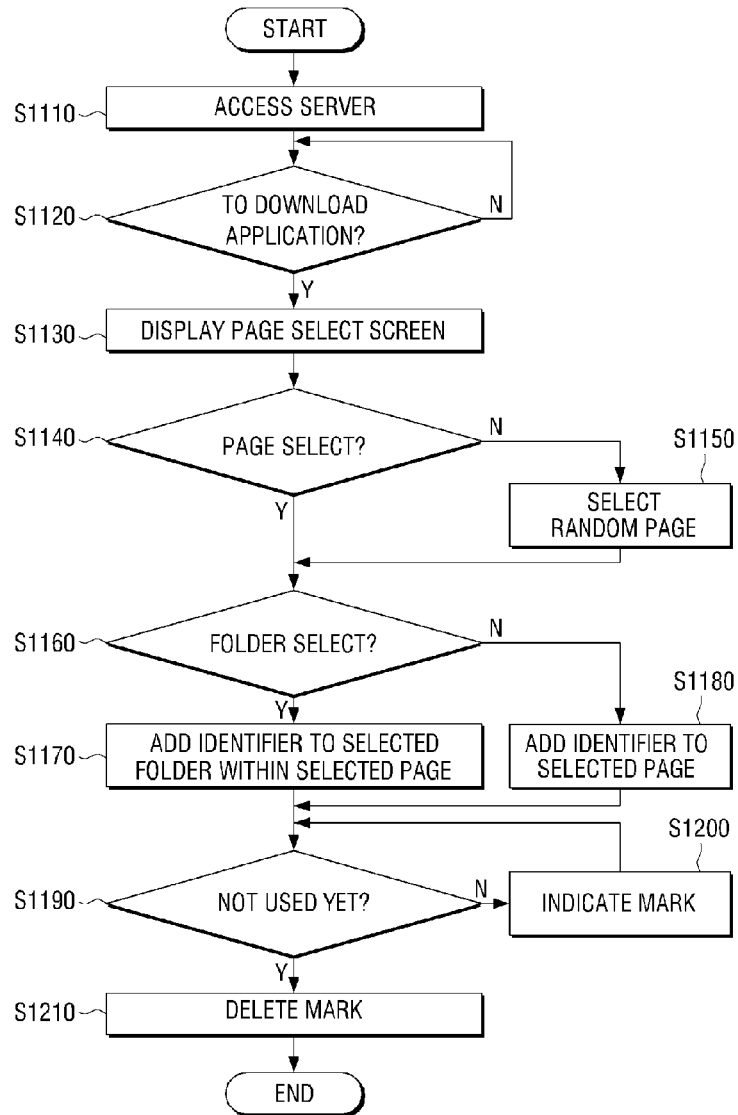 START
S1110
ACCESS SERVER
S1120
TO DOWNLOAD
APPLICATION?
N
Y
S1130
DISPLAY PAGE SELECT SCREEN
S1140
PAGE SELECT?
N
S1150
Y
SELECT
RANDOM PAGE
S1160
FOLDER SELECT?
N
Y
S1180
S1170
ADD IDENTIFIER TO SELECTED
FOLDER WITHIN SELECTED PAGE
ADD IDENTIFIER TO
SELECTED PAGE
S1200
S1190
NOT USED YET?
N
INDICATE MARK
Y
S1210
DELETE MARK
END